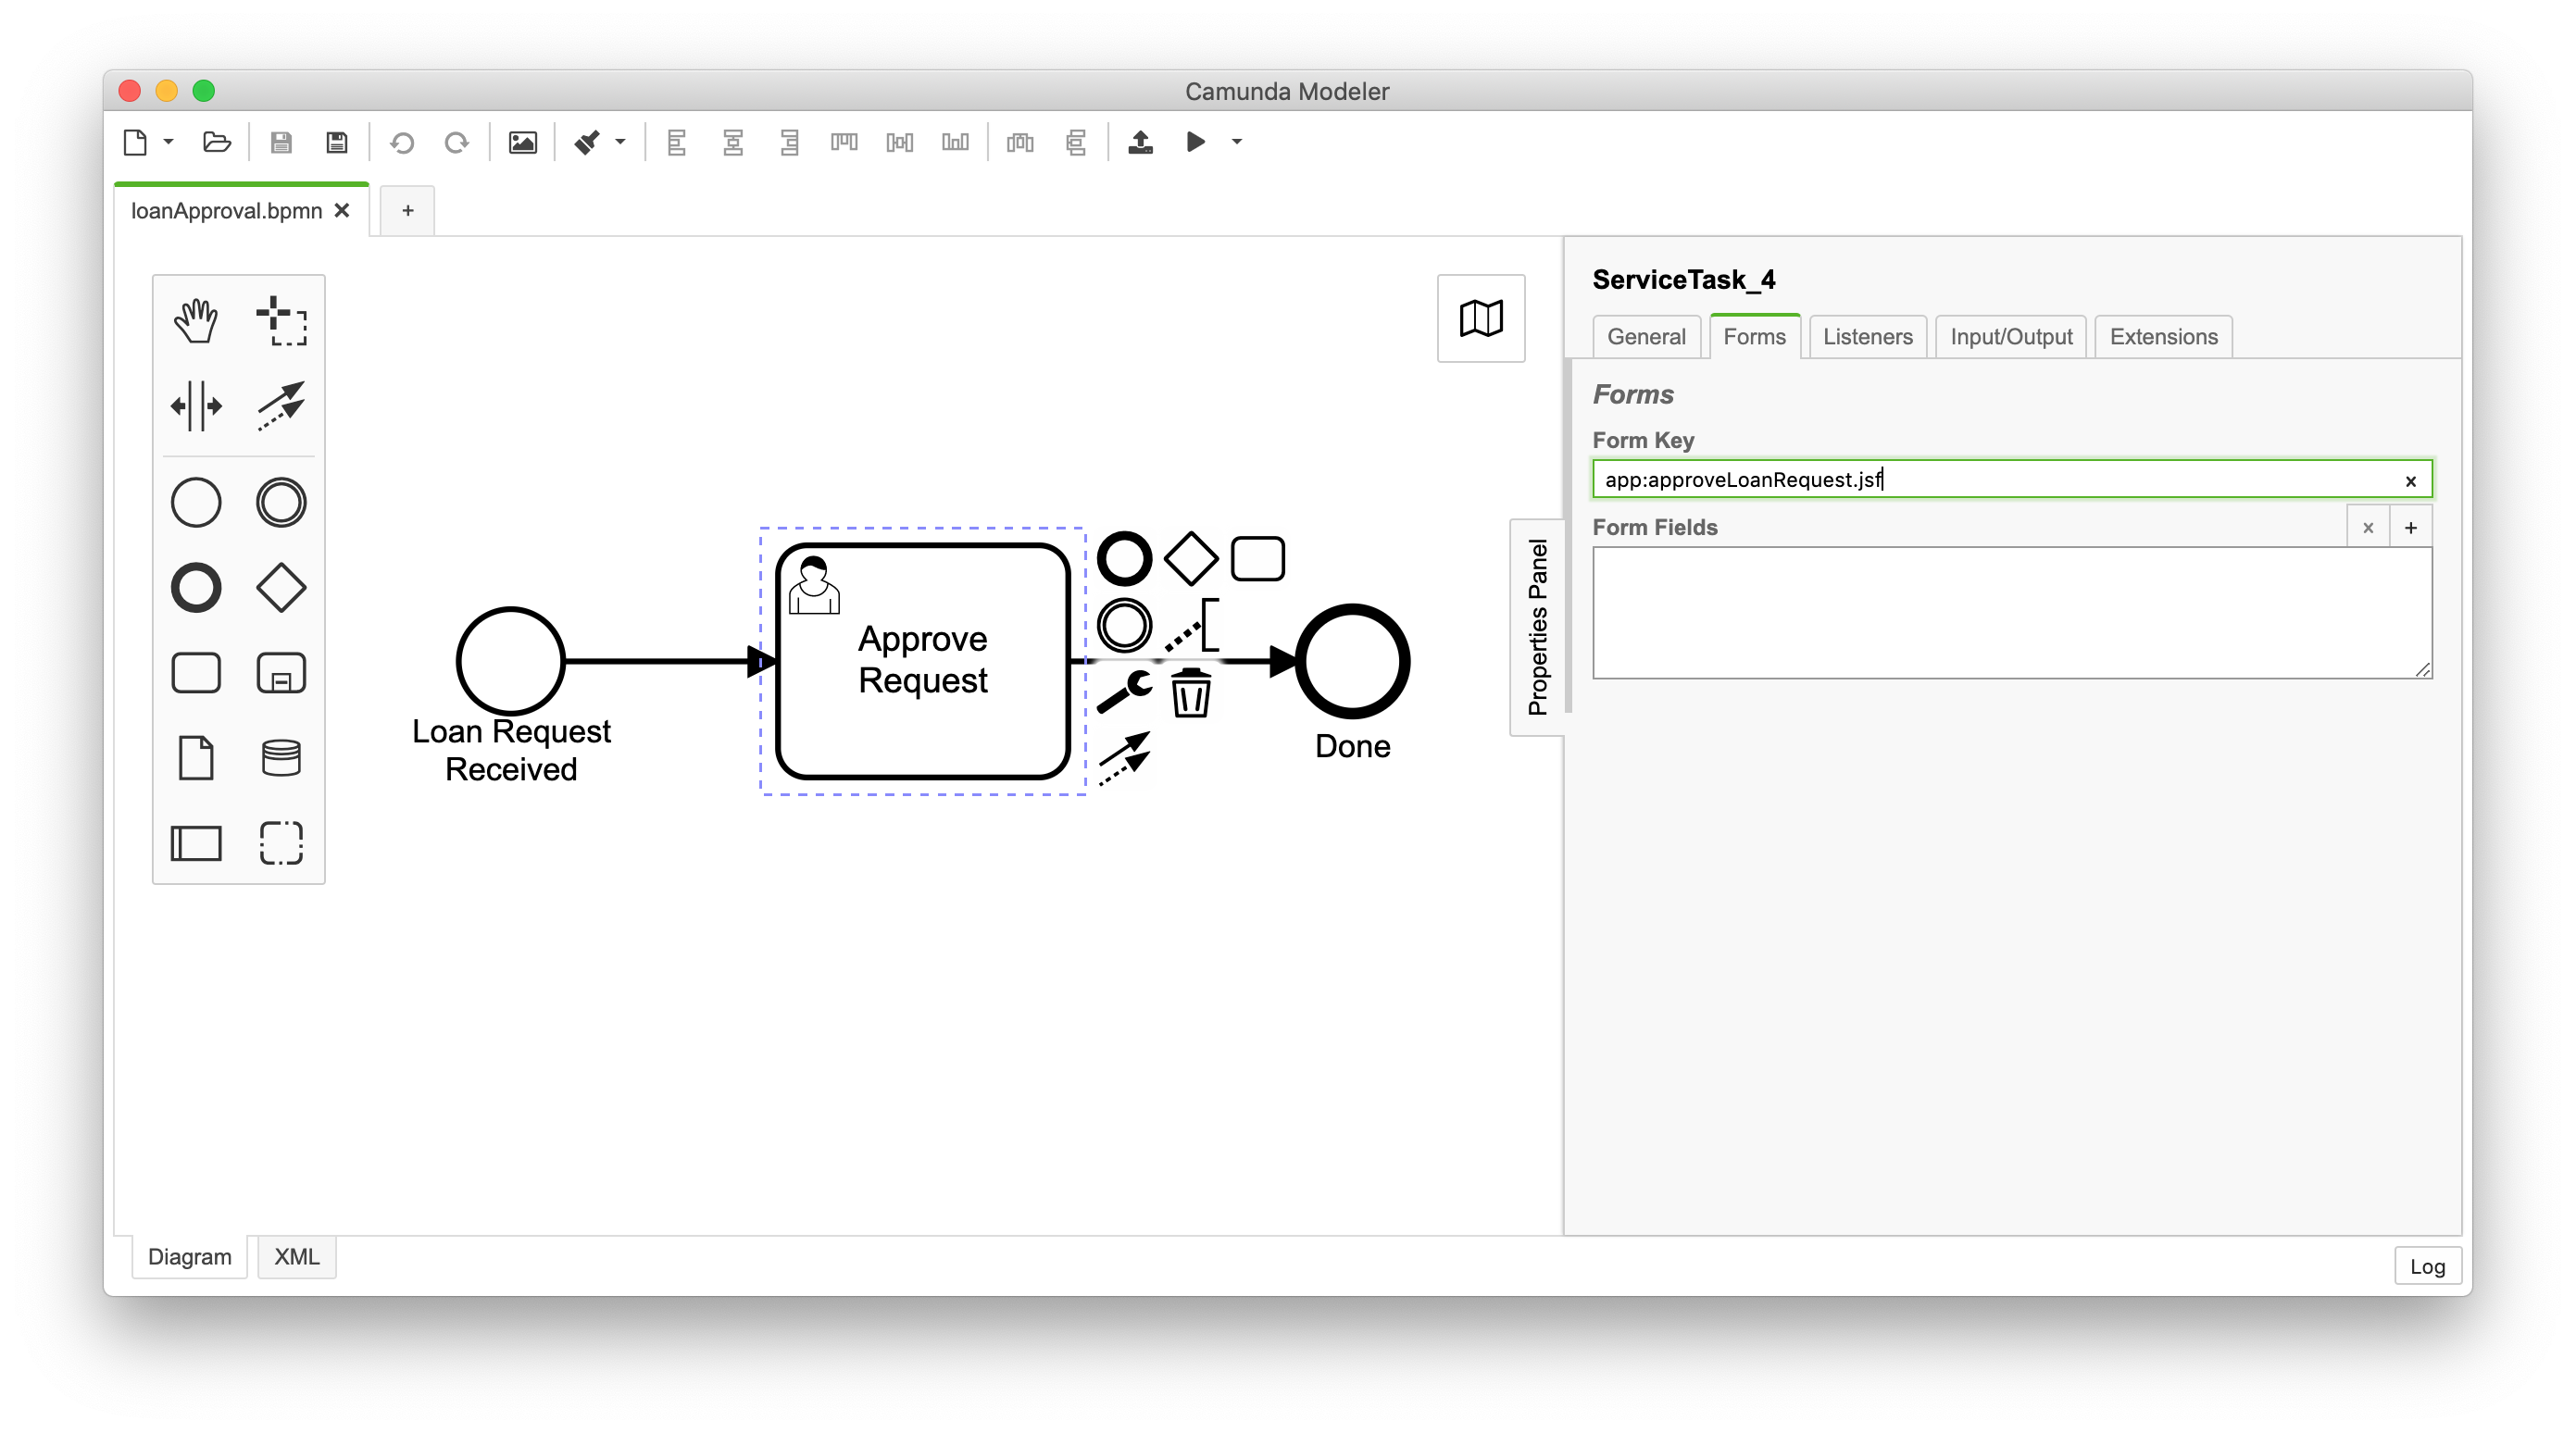 Camunda Modeler
loanApproval.bpmn
+
Loan Request
Received
Approve
Request
Done
Properties Panel
ServiceTask_4
General
Forms
Listeners
Input/Output
Extensions
Forms
Form Key
app:approveLoanRequest.jsf
Form Fields
Diagram
XML
Log